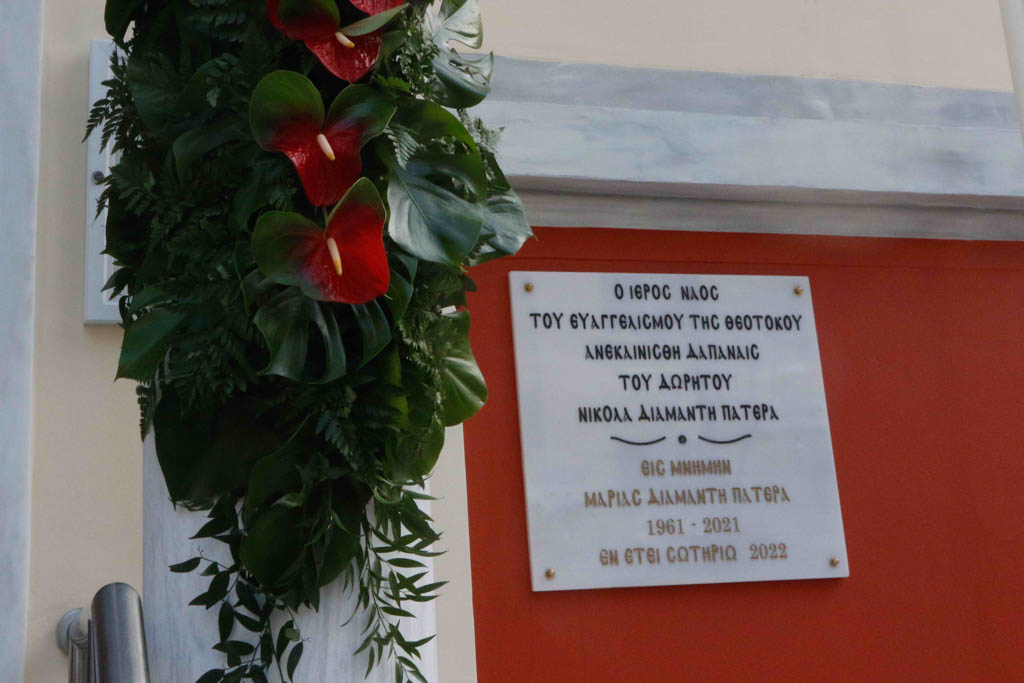 Ο ΙΕΡΟΣ ΝΑΟΣ
ΤΟΥ ΕΥΑΓΓΕΛΙΣΜΟΥ ΤΗΣ ΘΕΟΤΟΚΟΥ
ΑΝΕΚΑΙΝΙΣΘΗ ΔΑΠΑΝΑΙΣ
ΤΟΥ ΔΩΡΗΤΟΥ
ΝΙΚΟΛΑ ΔΙΑΜΑΝΤΗ ΠΑΤΕΡΑ
ΕΙΣ ΜΝΗΜΗΝ
ΜΑΡΙΑΣ ΔΙΑΜΑΝΤΗ ΠΑΤΕΡΑ
1961 - 2021
ΕΝ ΕΤΕΙ ΣΩΤΗΡΙΩ 2022